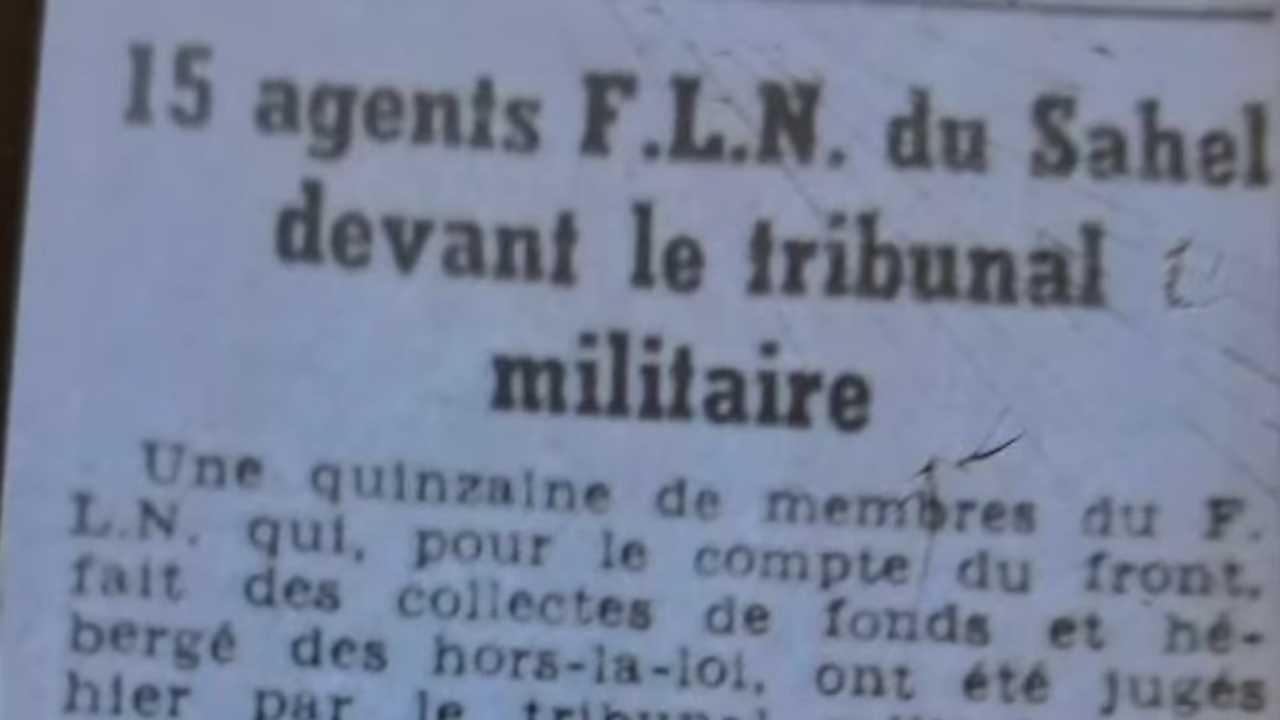 15 agents F.L.N. du Sahel
devant le tribunal
militaire
Une quinzaine de membres du F.
L.N. qui, pour le compte du front,
fait des collectes de fonds et hé-
bergé des hors-la-loi, ont été jugés
hier par le tribunal